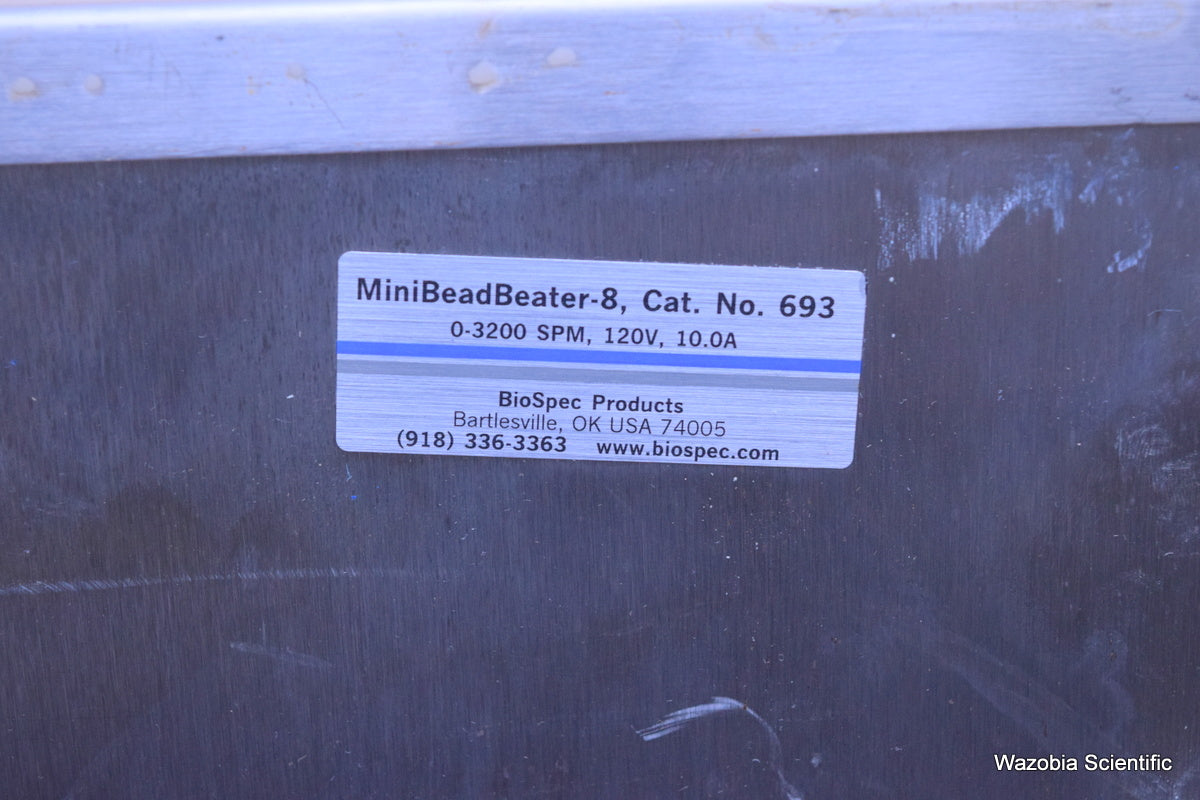 MiniBeadBeater-8, Cat. No. 693
0-3200 SPM, 120V, 10.0A
BioSpec Products
Bartlesville, OK USA 74005
(918) 336-3363 www.biospec.com
Wazobia Scientific